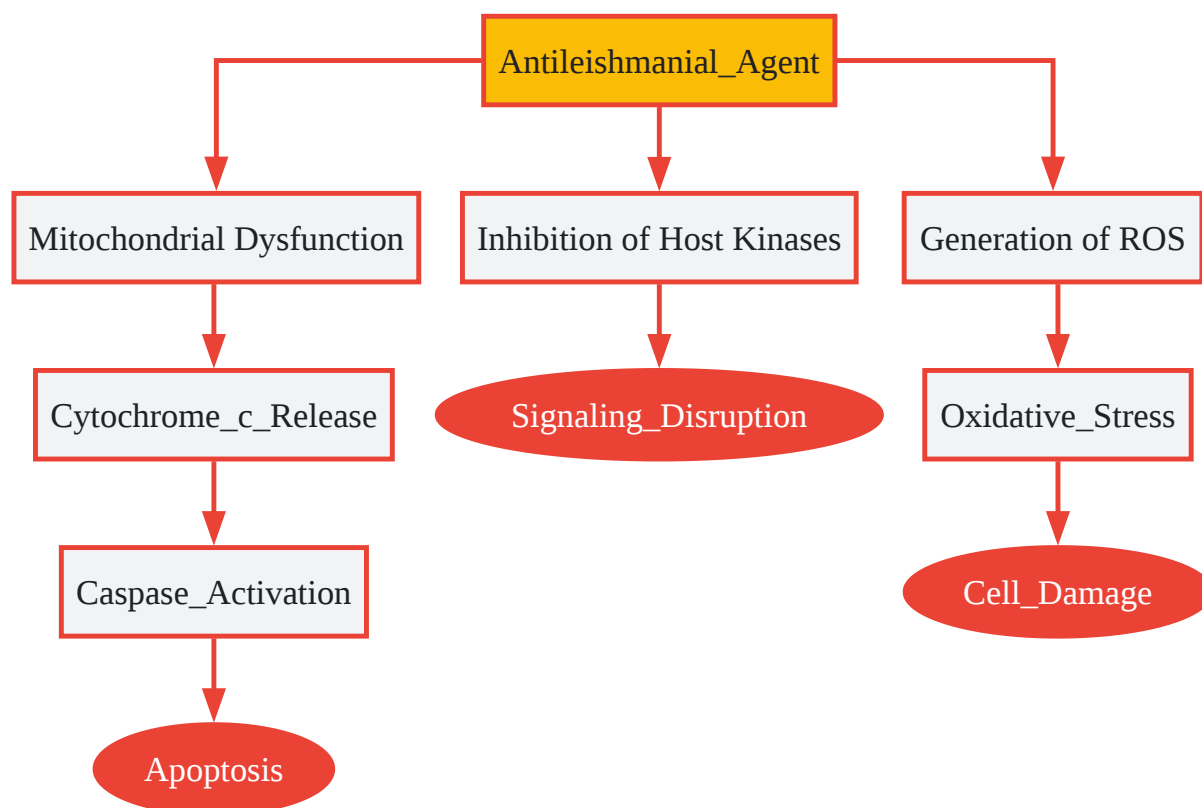 Antileishmanial_Agent
Mitochondrial Dysfunction
Inhibition of Host Kinases
Generation of ROS
Cytochrome_c_Release
Signaling_Disruption
Oxidative_Stress
Caspase_Activation
Cell_Damage
Apoptosis